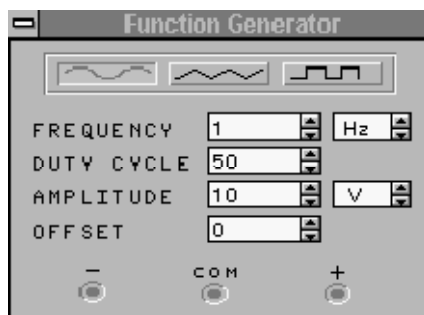 Function Generator
FREQUENCY 1 Hz
DUTY CYCLE 50
AMPLITUDE 10 V
OFFSET 0
− COM +